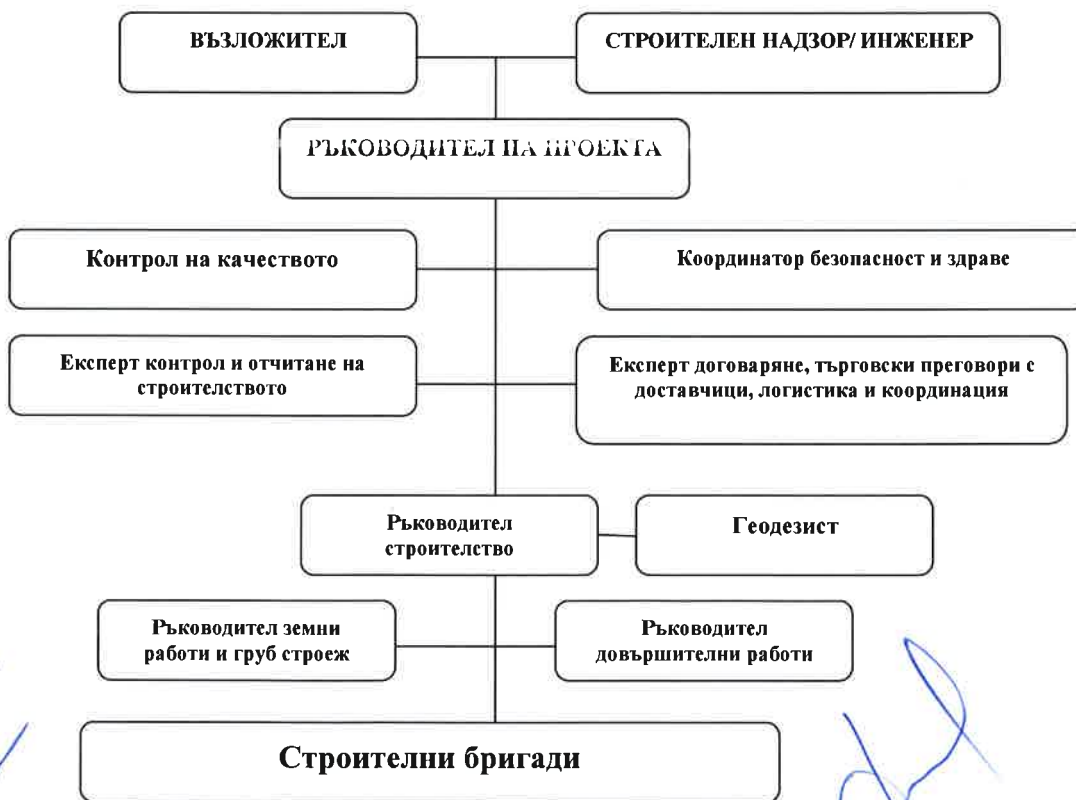 ВЪЗЛОЖИТЕЛ
СТРОИТЕЛЕН НАДЗОР/ ИНЖЕНЕР
РЪКОВОДИТЕЛ НА ПРОЕКТА
Контрол на качеството
Координатор безопасност и здраве
Експерт контрол и отчитане на
строителството
Експерт договаряне, търговски преговори с
доставчици, логистика и координация
Ръководител
строителство
Геодезист
Ръководител земни
работи и груб строеж
Ръководител
довършителни работи
Строителни бригади